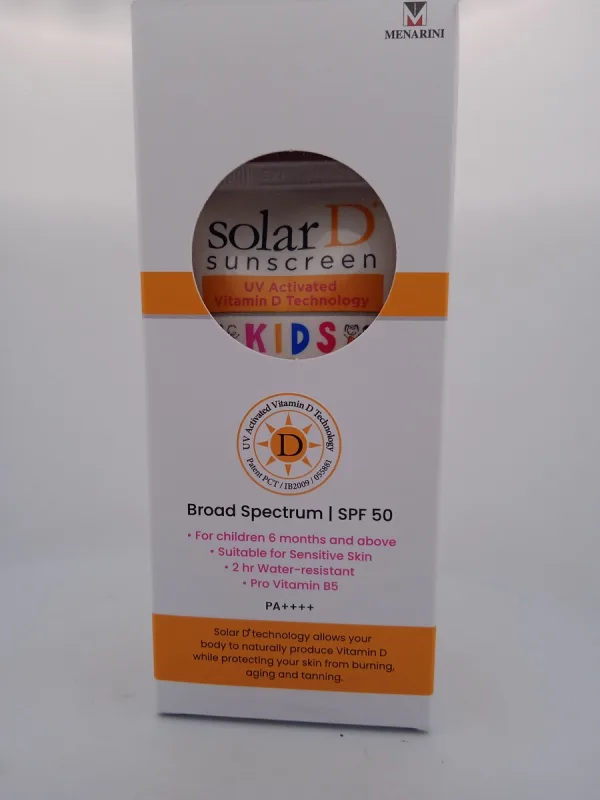 MENARINI
solar D®
sunscreen
UV Activated
Vitamin D Technology
KIDS
UV Activated Vitamin D Technology
D
Patent PCT / IB2009 / 055881
Broad Spectrum | SPF 50
• For children 6 months and above
• Suitable for Sensitive Skin
• 2 hr Water-resistant
• Pro Vitamin B5
PA++++
Solar D® technology allows your
body to naturally produce Vitamin D
while protecting your skin from burning,
aging and tanning.